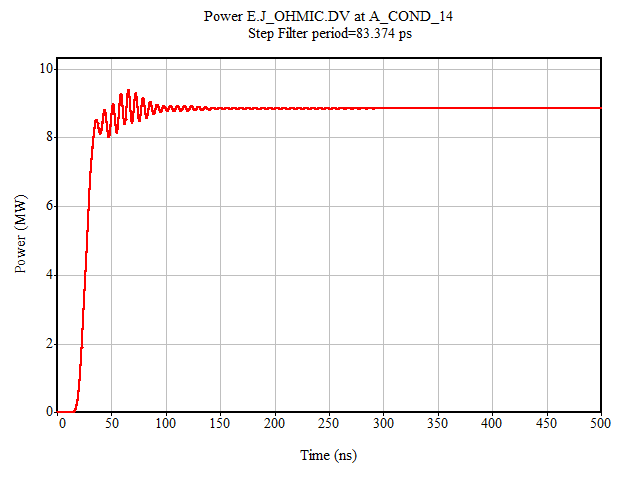 Power E.J_OHMIC.DV at A_COND_14
Step Filter period=83.374 ps
10
8
6
4
2
0
Power (MW)
0 50 100 150 200 250 300 350 400 450 500
Time (ns)